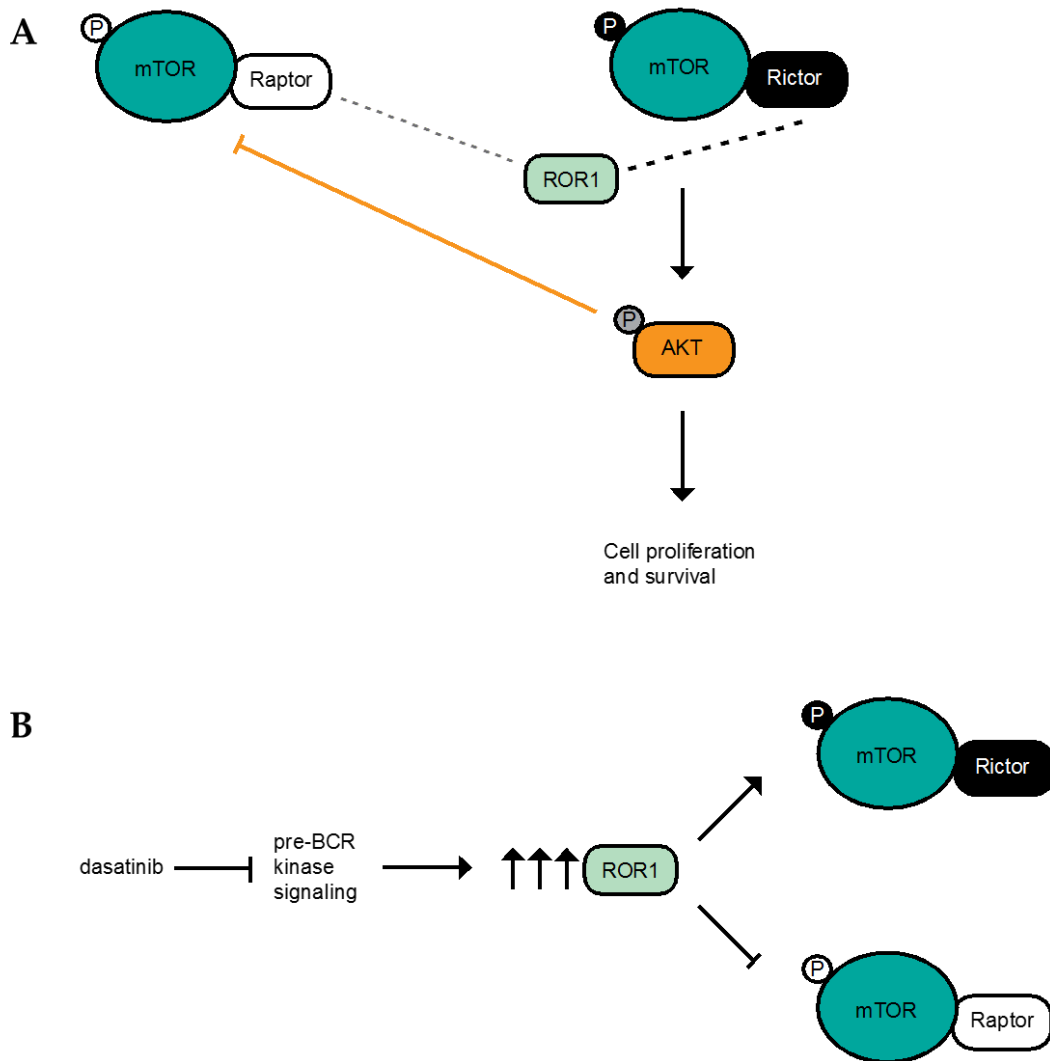 A
P
mTOR
Raptor
P
mTOR
Rictor
ROR1
P
AKT
Cell proliferation
and survival
B
P
mTOR
Rictor
dasatinib
pre-BCR
kinase
signaling
ROR1
P
mTOR
Raptor